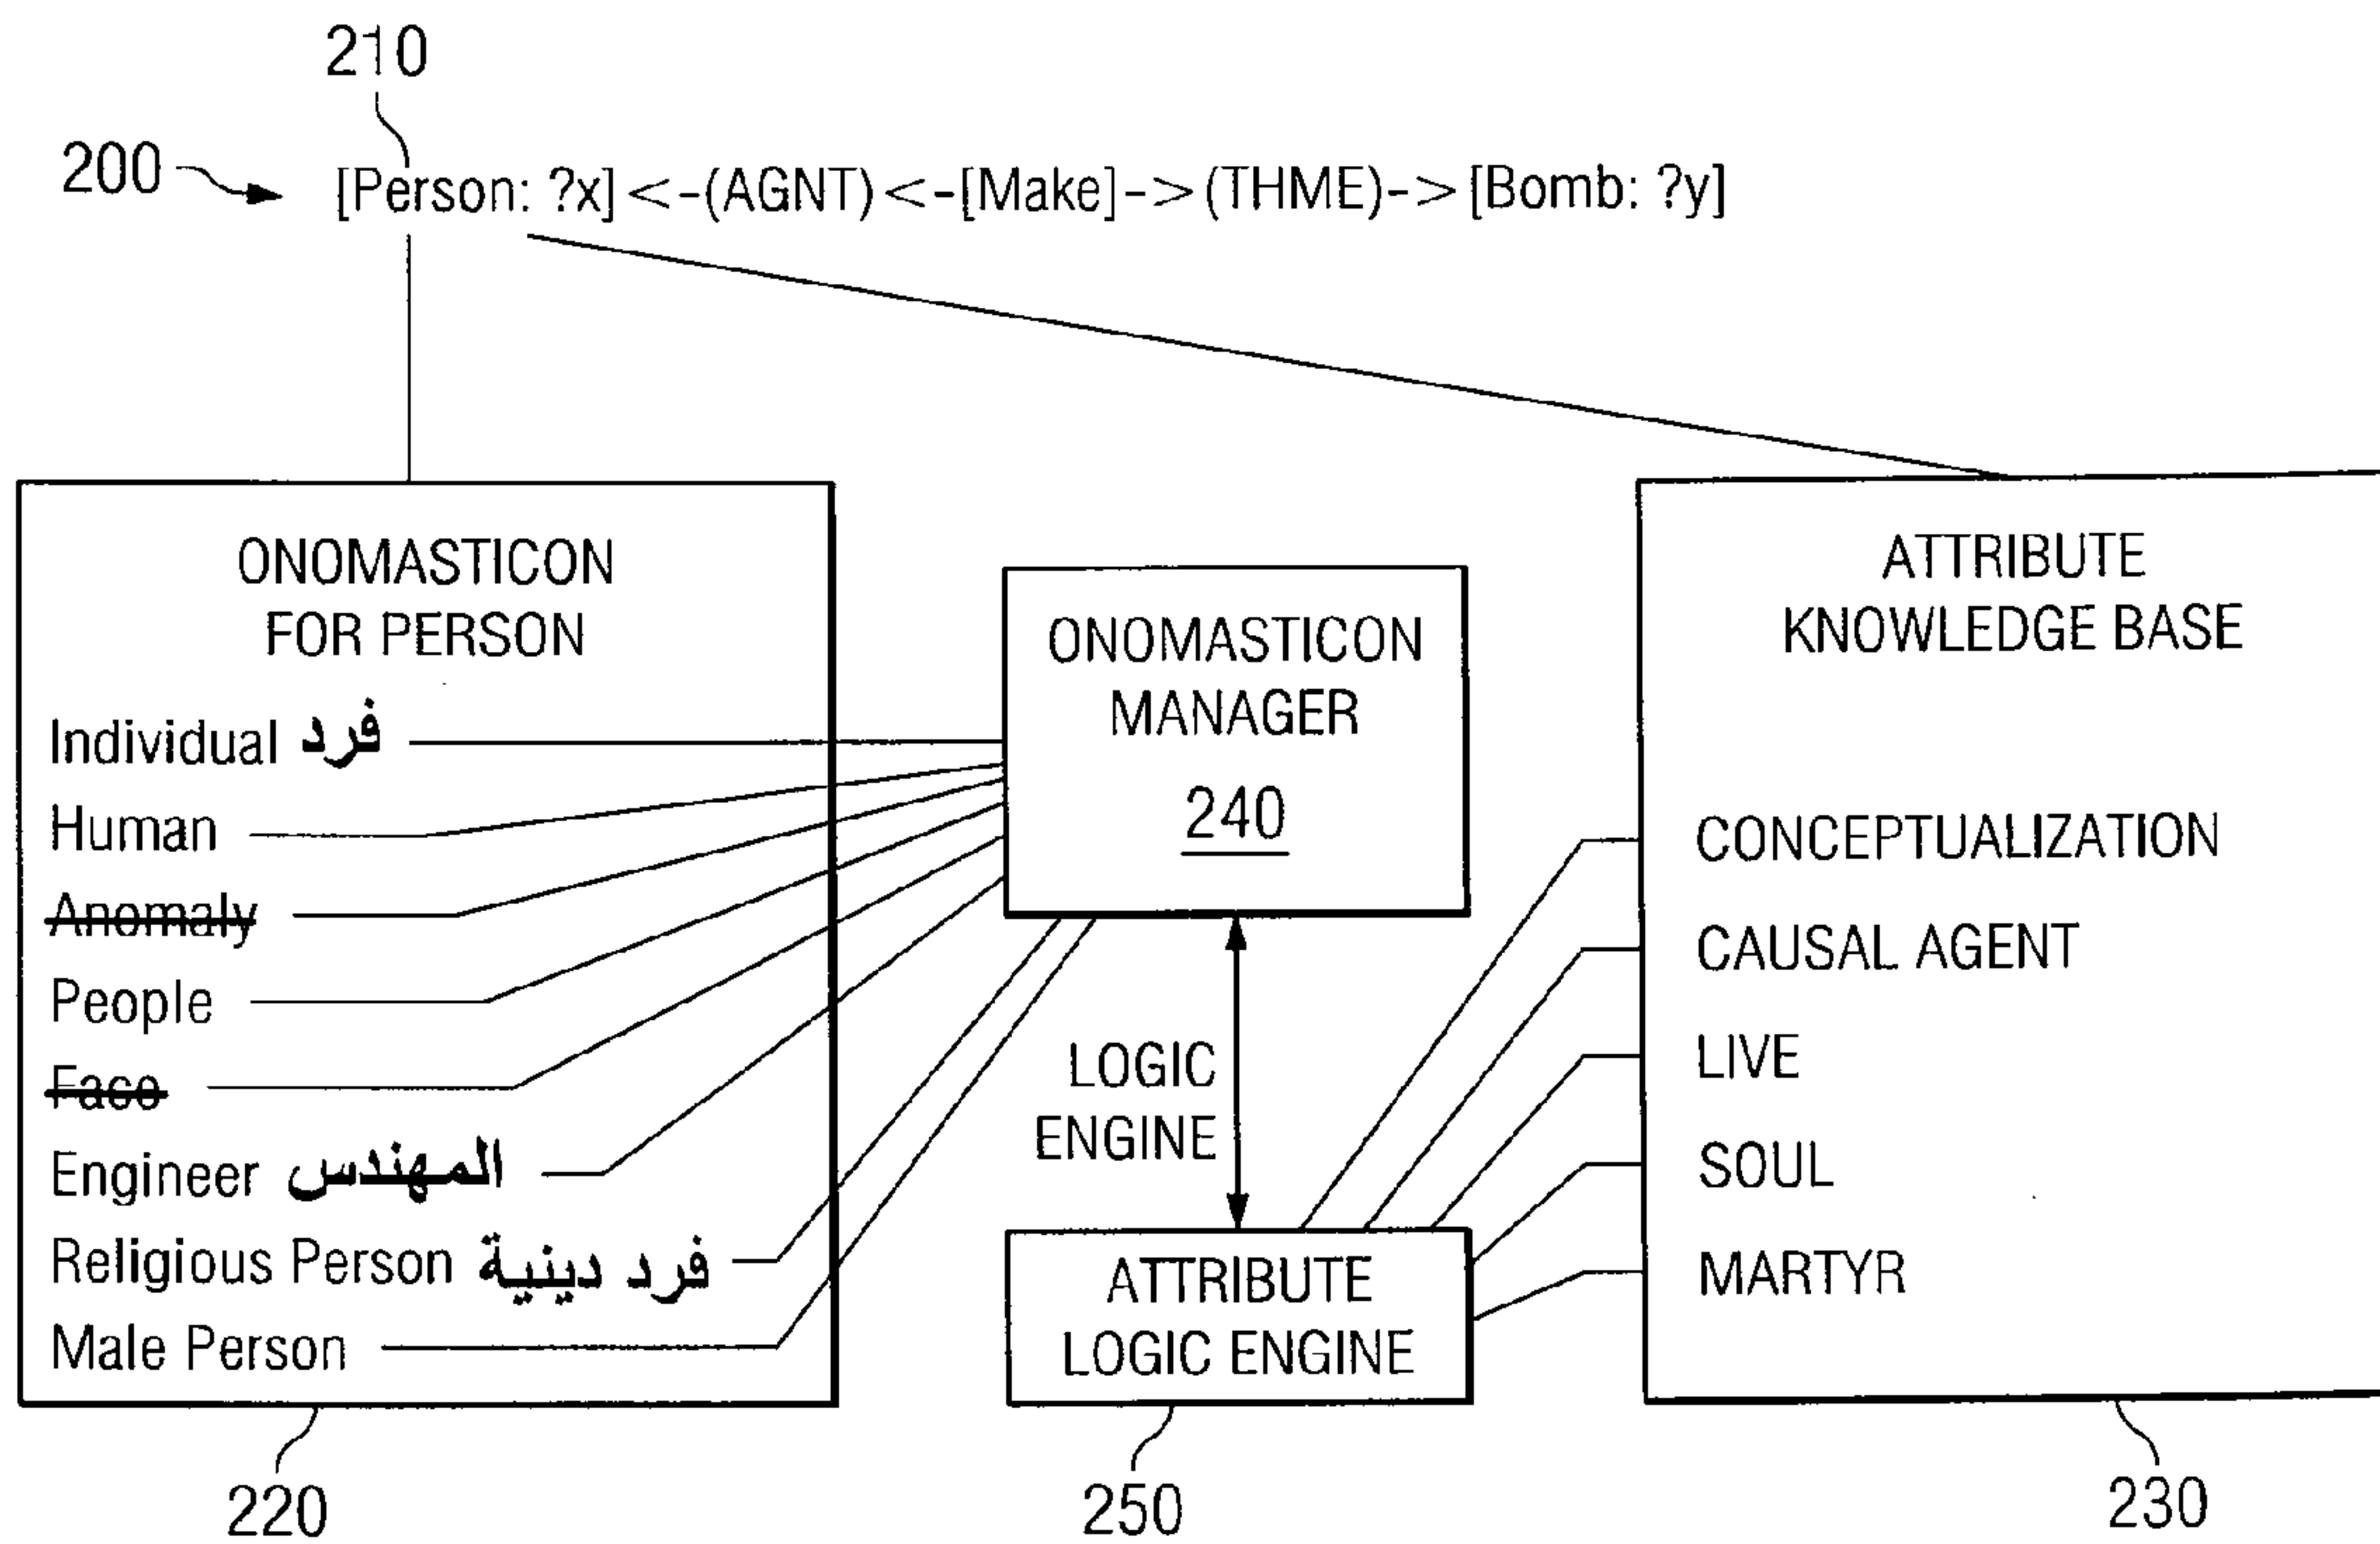 210
200
[Person: ?x]<-(AGNT)<-[Make]->(THME)->[Bomb: ?y]
ONOMASTICON
FOR PERSON
Individual فرد
Human
Anomaly
People
Face
Engineer المهندس
Religious Person فرد دينية
Male Person
220
ONOMASTICON
MANAGER
240
LOGIC
ENGINE
ATTRIBUTE
LOGIC ENGINE
250
ATTRIBUTE
KNOWLEDGE BASE
CONCEPTUALIZATION
CAUSAL AGENT
LIVE
SOUL
MARTYR
230